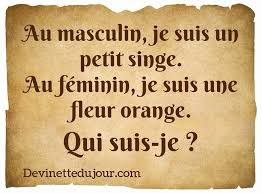 Au masculin, je suis un
petit singe.
Au féminin, je suis une
fleur orange.
Qui suis-je ?
Devinettedujour.com